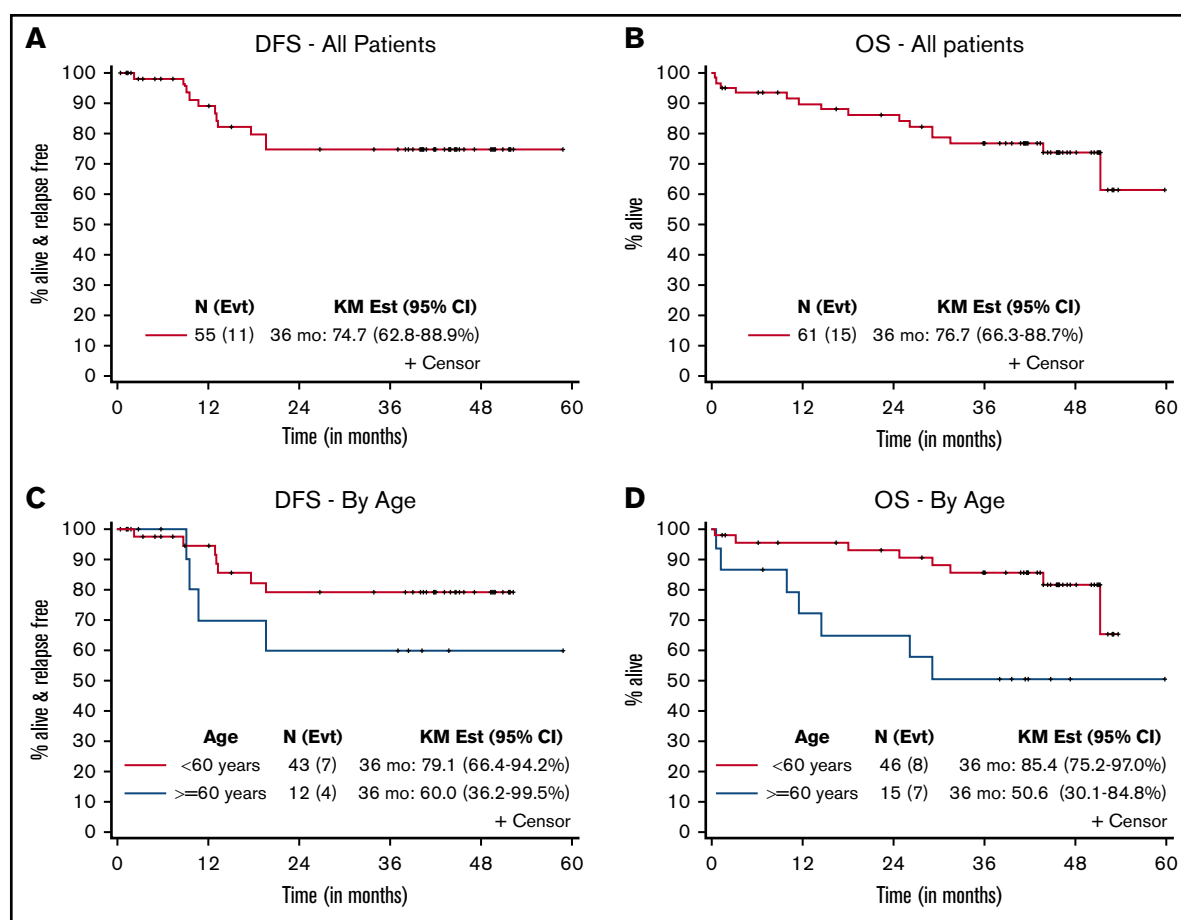 A
DFS - All Patients
% alive & relapse free
100
90
80
70
60
50
40
30
20
10
0
N (Evt) KM Est (95% CI)
55 (11) 36 mo: 74.7 (62.8-88.9%)
+ Censor
0 12 24 36 48 60
Time (in months)
B
OS - All patients
% alive
100
90
80
70
60
50
40
30
20
10
0
N (Evt) KM Est (95% CI)
61 (15) 36 mo: 76.7 (66.3-88.7%)
+ Censor
0 12 24 36 48 60
Time (in months)
C
DFS - By Age
% alive & relapse free
100
90
80
70
60
50
40
30
20
10
0
Age N (Evt) KM Est (95% CI)
<60 years 43 (7) 36 mo: 79.1 (66.4-94.2%)
>=60 years 12 (4) 36 mo: 60.0 (36.2-99.5%)
+ Censor
0 12 24 36 48 60
Time (in months)
D
OS - By Age
% alive
100
90
80
70
60
50
40
30
20
10
0
Age N (Evt) KM Est (95% CI)
<60 years 46 (8) 36 mo: 85.4 (75.2-97.0%)
>=60 years 15 (7) 36 mo: 50.6 (30.1-84.8%)
+ Censor
0 12 24 36 48 60
Time (in months)